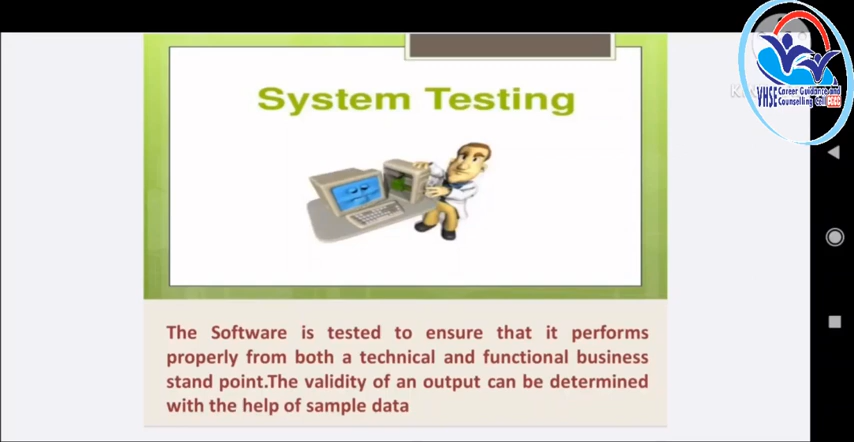 System Testing
VHSE Career Guidance and
Counselling Cell CGCC
The Software is tested to ensure that it performs
properly from both a technical and functional business
stand point.The validity of an output can be determined
with the help of sample data